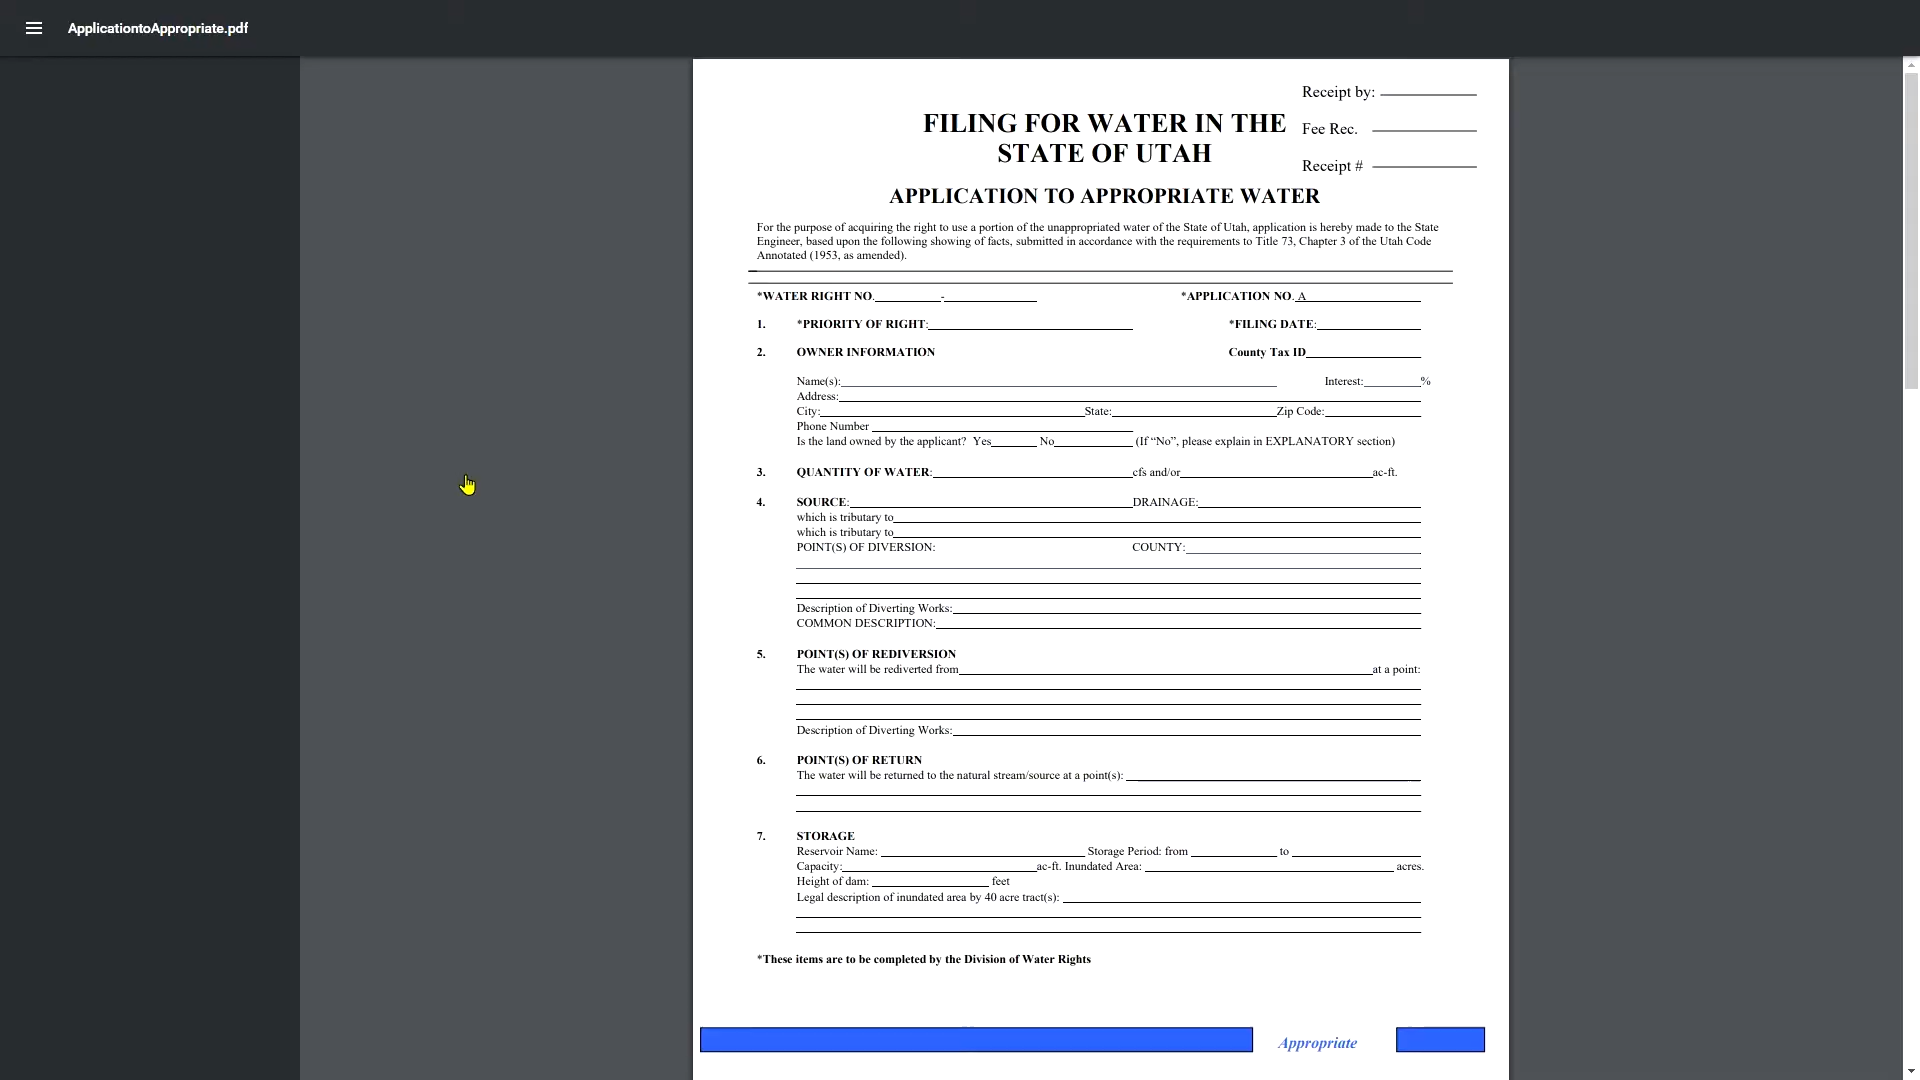 ApplicationtoAppropriate.pdf
Receipt by:
FILING FOR WATER IN THE
Fee Rec.
STATE OF UTAH
Receipt #
APPLICATION TO APPROPRIATE WATER
For the purpose of acquiring the right to use a portion of the unappropriated water of the State of Utah, application is hereby made to the State
Engineer, based upon the following showing of facts, submitted in accordance with the requirements to Title 73, Chapter 3 of the Utah Code
Annotated (1953, as amended).
*WATER RIGHT NO. - *APPLICATION NO. A
1. *PRIORITY OF RIGHT: *FILING DATE:
2. OWNER INFORMATION County Tax ID
Name(s): Interest: %
Address:
City: State: Zip Code:
Phone Number
Is the land owned by the applicant? Yes No (If “No”, please explain in EXPLANATORY section)
3. QUANTITY OF WATER: cfs and/or ac-ft.
4. SOURCE: DRAINAGE:
which is tributary to
which is tributary to
POINT(S) OF DIVERSION: COUNTY:
Description of Diverting Works:
COMMON DESCRIPTION:
5. POINT(S) OF REDIVERSION
The water will be rediverted from at a point:
Description of Diverting Works:
6. POINT(S) OF RETURN
The water will be returned to the natural stream/source at a point(s):
7. STORAGE
Reservoir Name: Storage Period: from to
Capacity: ac-ft. Inundated Area: acres.
Height of dam: feet
Legal description of inundated area by 40 acre tract(s):
*These items are to be completed by the Division of Water Rights
Appropriate